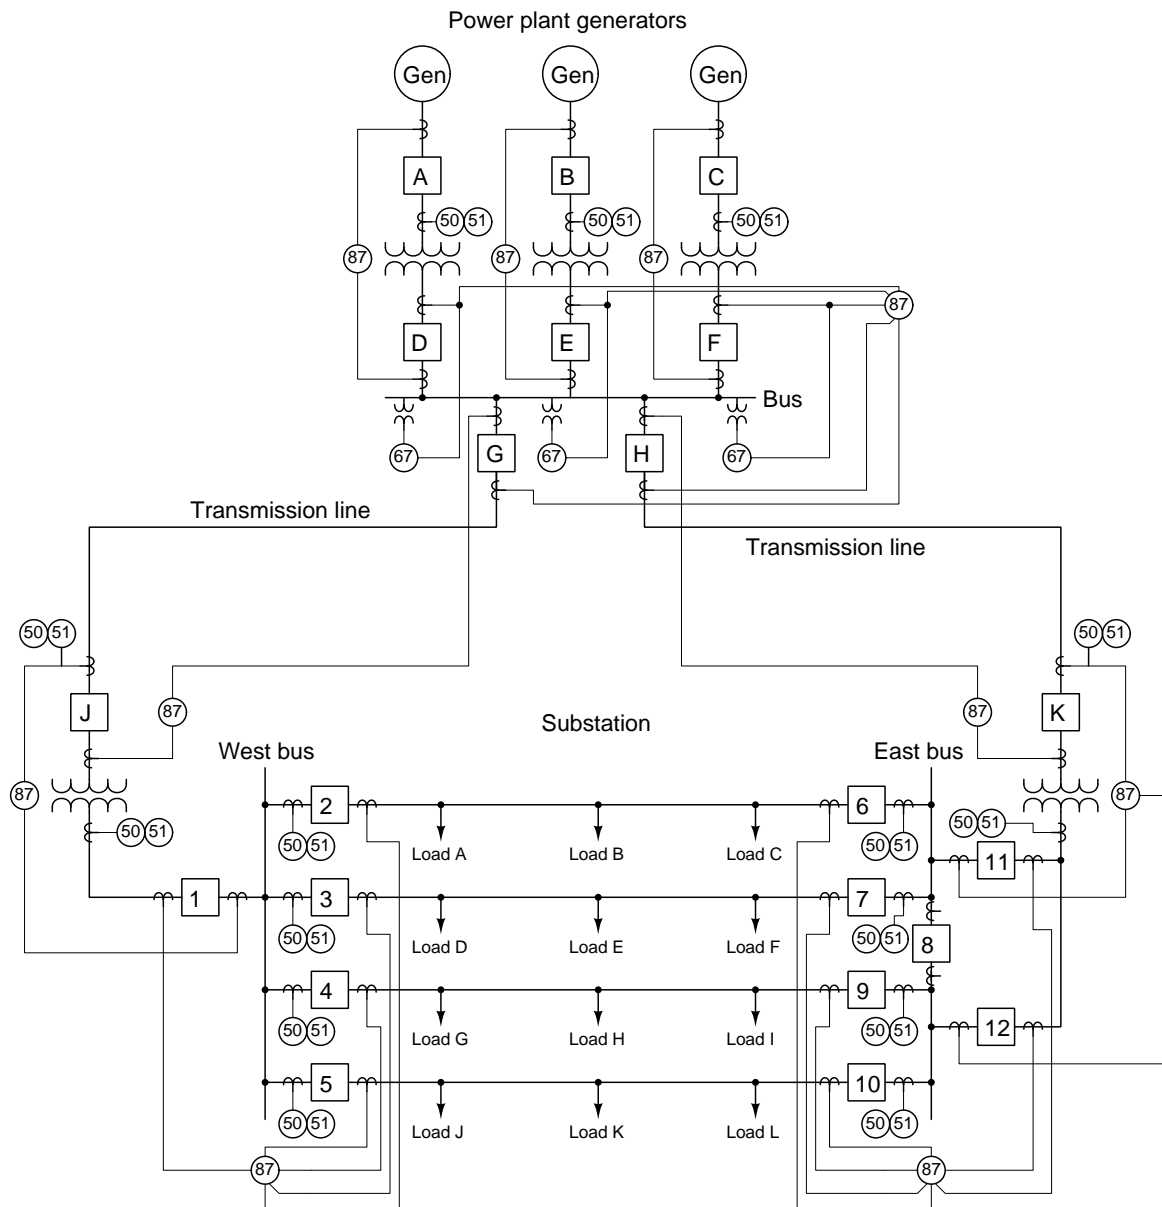 Power plant generators
Gen Gen Gen
A B C
50 51 50 51 50 51
87 87 87
87
D E F
Bus
67 G 67 H 67
Transmission line
Transmission line
50 51 50 51
J 87 Substation 87 K
West bus East bus
87 2 6 87
50 51 50 51 50 51 50 51
Load A Load B Load C
11
1 3 7
50 51 50 51 8
Load D Load E Load F
4 9
50 51 50 51 12
Load G Load H Load I
5 10
50 51 50 51
Load J Load K Load L
87 87